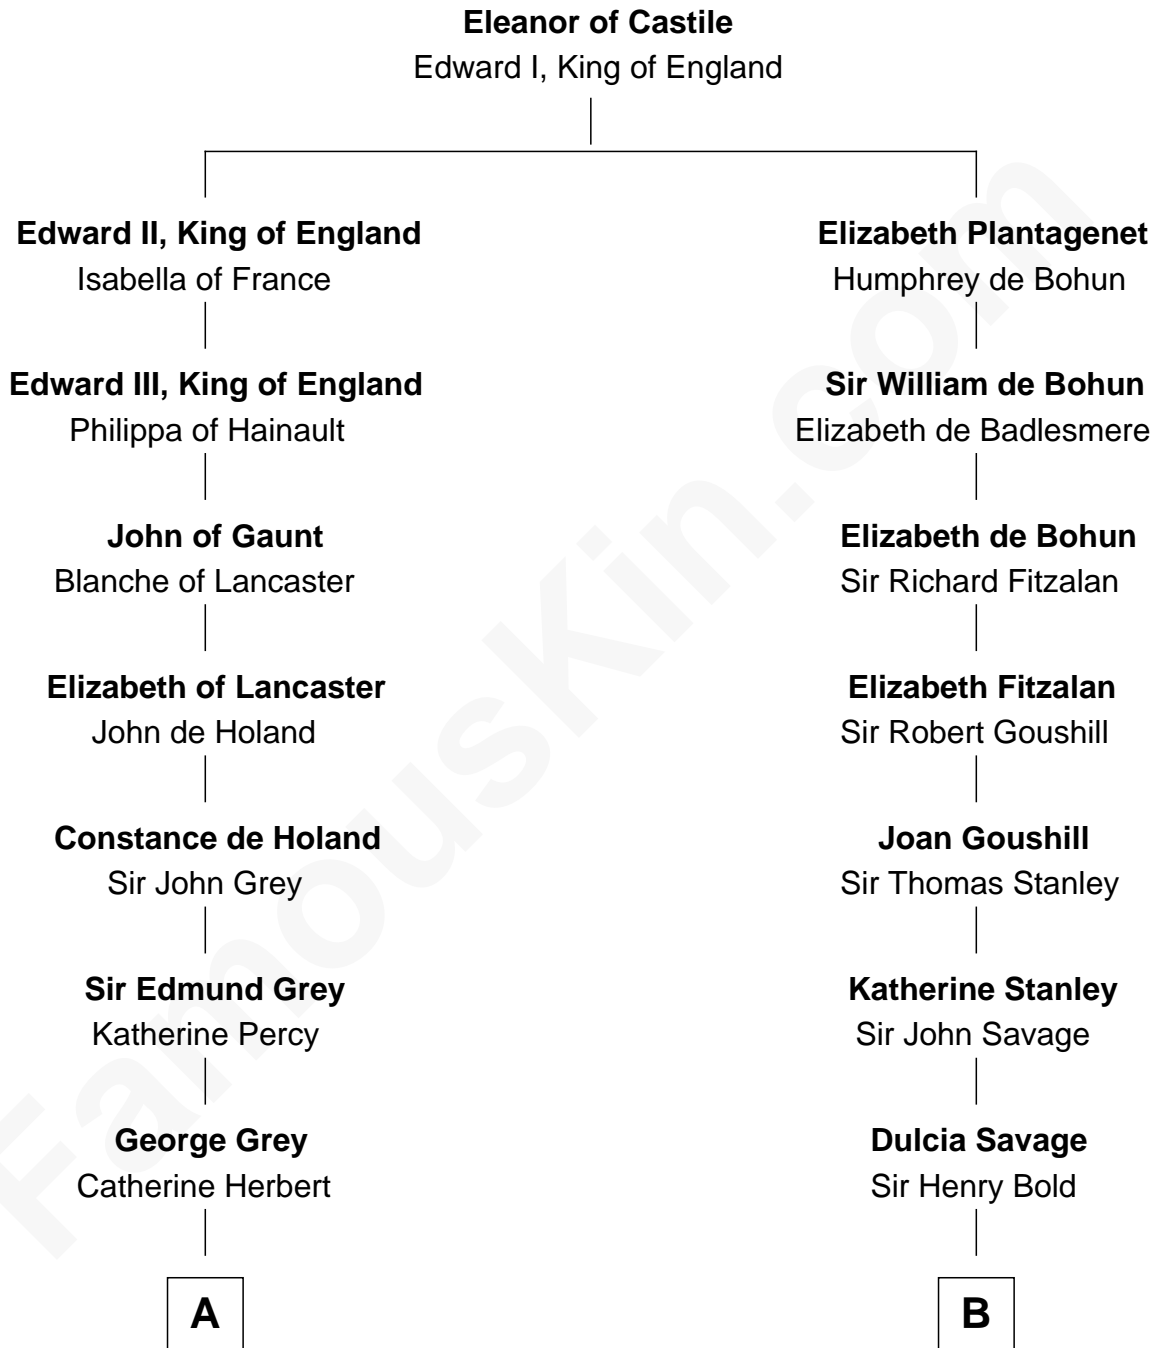 Eleanor of Castile
Edward I, King of England
Edward II, King of England
Isabella of France
Elizabeth Plantagenet
Humphrey de Bohun
Edward III, King of England
Philippa of Hainault
Sir William de Bohun
Elizabeth de Badlesmere
John of Gaunt
Blanche of Lancaster
Elizabeth de Bohun
Sir Richard Fitzalan
Elizabeth of Lancaster
John de Holand
Elizabeth Fitzalan
Sir Robert Goushill
Constance de Holand
Sir John Grey
Joan Goushill
Sir Thomas Stanley
Sir Edmund Grey
Katherine Percy
Katherine Stanley
Sir John Savage
George Grey
Catherine Herbert
Dulcia Savage
Sir Henry Bold
A
B
FamousKin.com